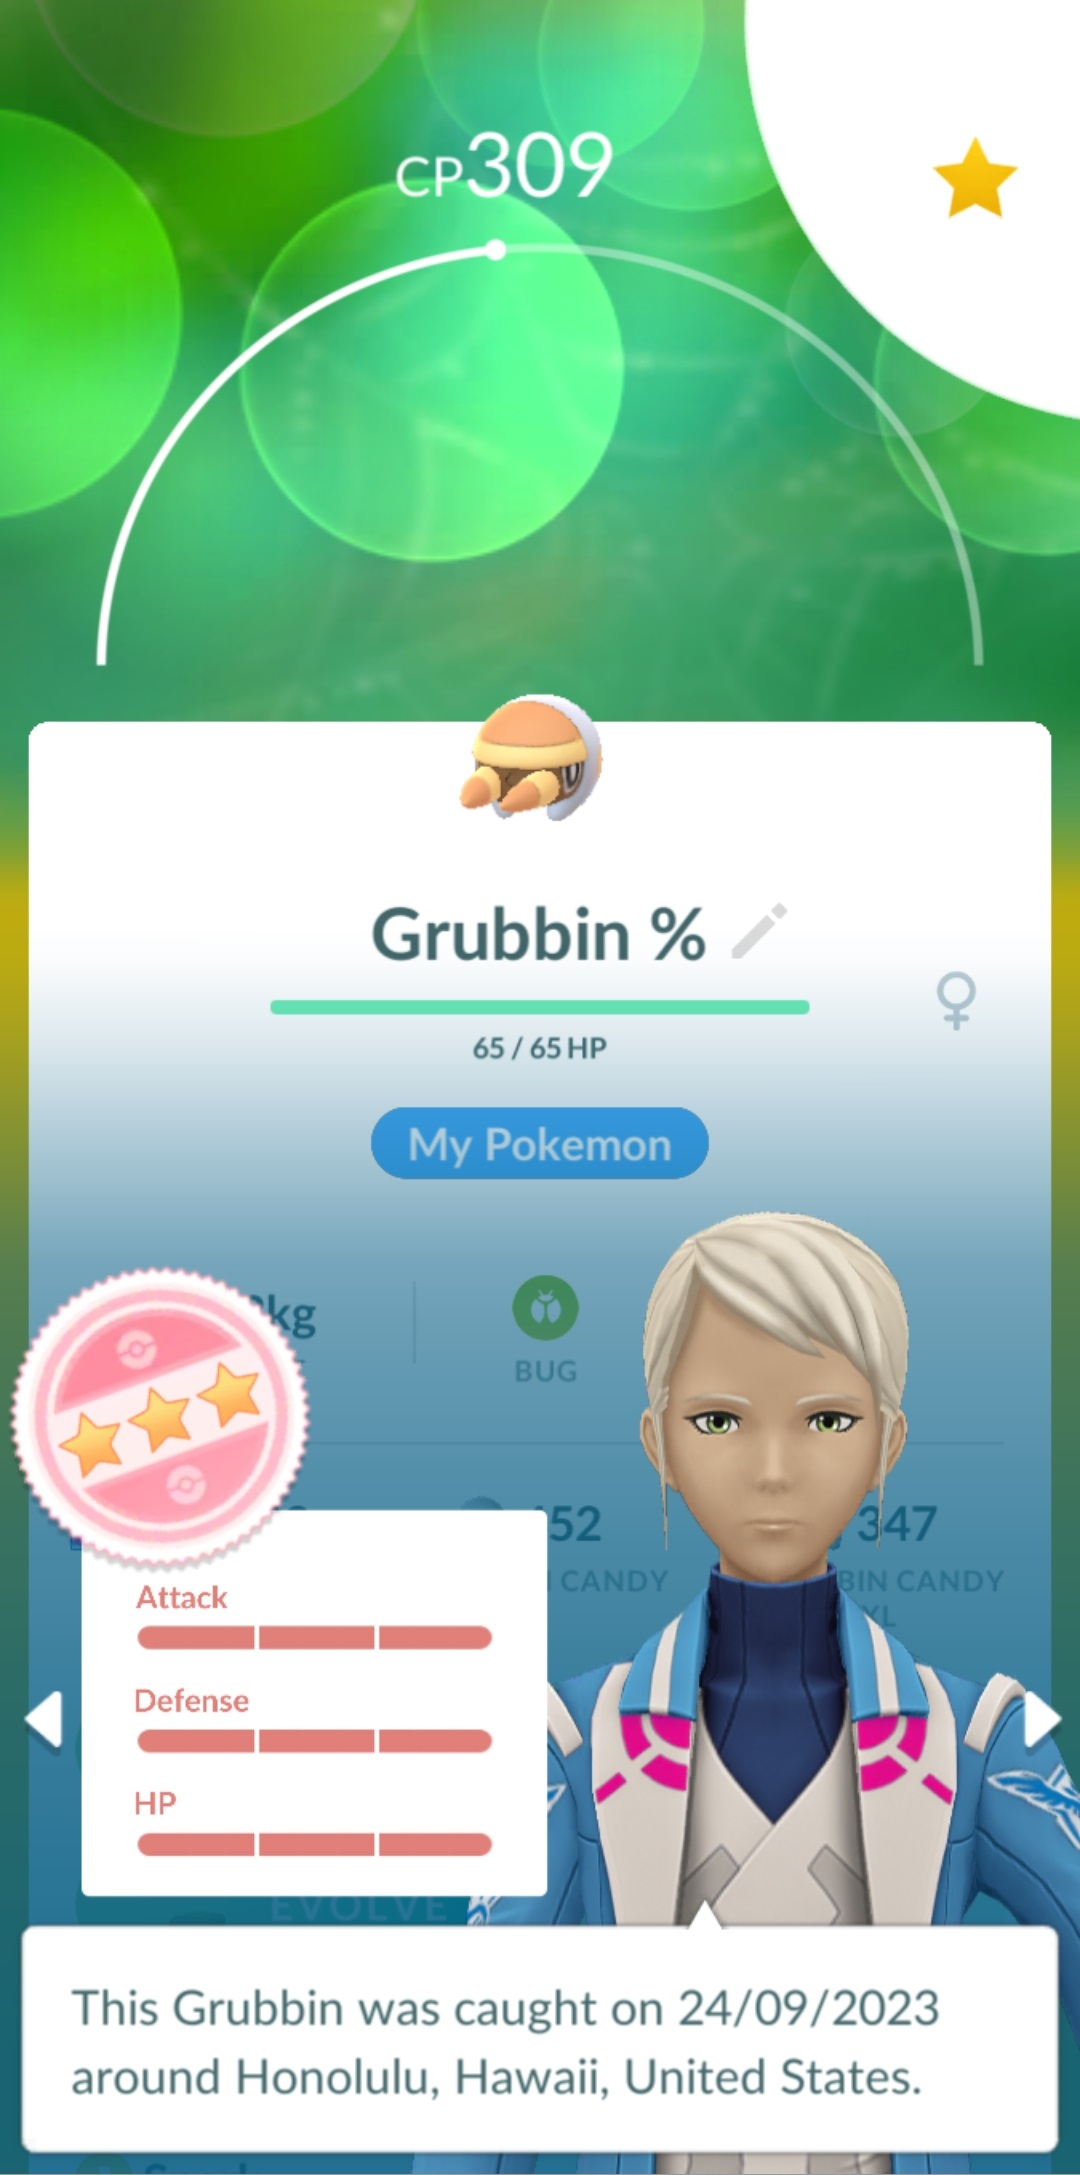 CP309
Grubbin %
65 / 65 HP
My Pokemon
kg
BUG
52
347
CANDY
BIN CANDY
XL
Attack
Defense
HP
EVOLVE
This Grubbin was caught on 24/09/2023
around Honolulu, Hawaii, United States.